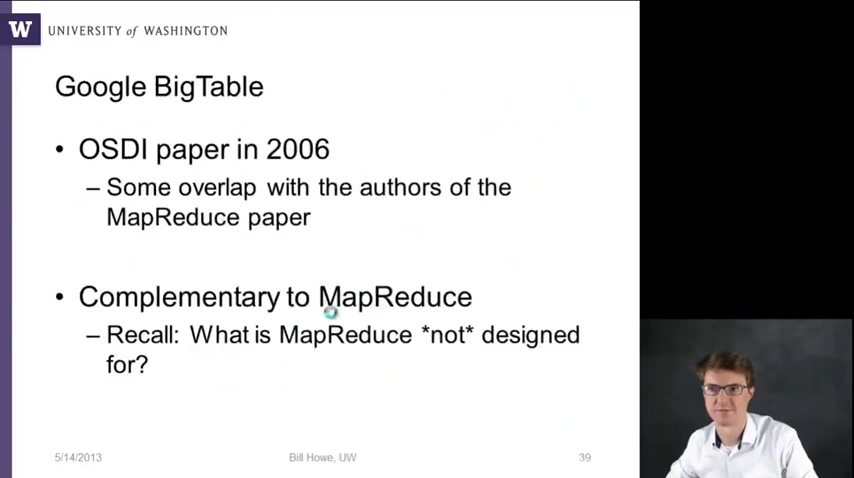 W UNIVERSITY of WASHINGTON
Google BigTable
• OSDI paper in 2006
– Some overlap with the authors of the
MapReduce paper
• Complementary to MapReduce
– Recall: What is MapReduce *not* designed
for?
5/14/2013 Bill Howe, UW 39